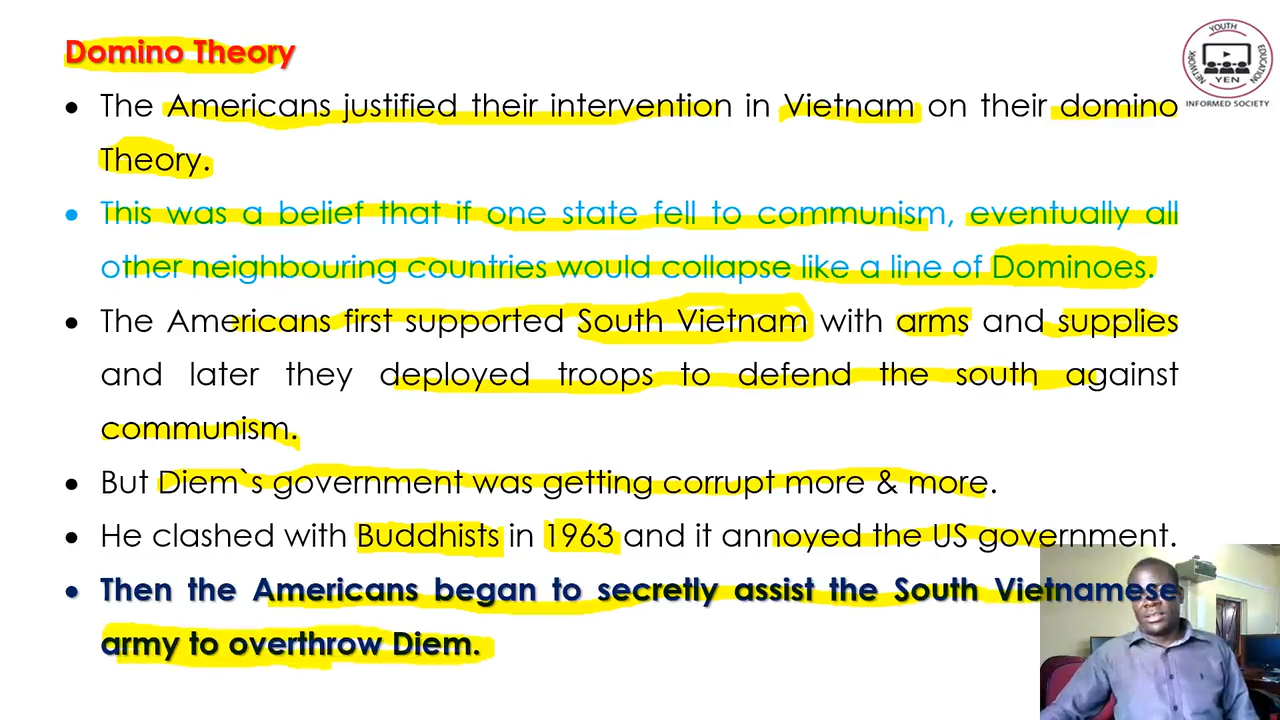 Domino Theory
• The Americans justified their intervention in Vietnam on their domino
Theory.
• This was a belief that if one state fell to communism, eventually all
other neighbouring countries would collapse like a line of Dominoes.
• The Americans first supported South Vietnam with arms and supplies
and later they deployed troops to defend the south against
communism.
• But Diem`s government was getting corrupt more & more.
• He clashed with Buddhists in 1963 and it annoyed the US government.
• Then the Americans began to secretly assist the South Vietnamese
army to overthrow Diem.
YOUTH
EDUCATION
NETWORK
YEN
INFORMED SOCIETY